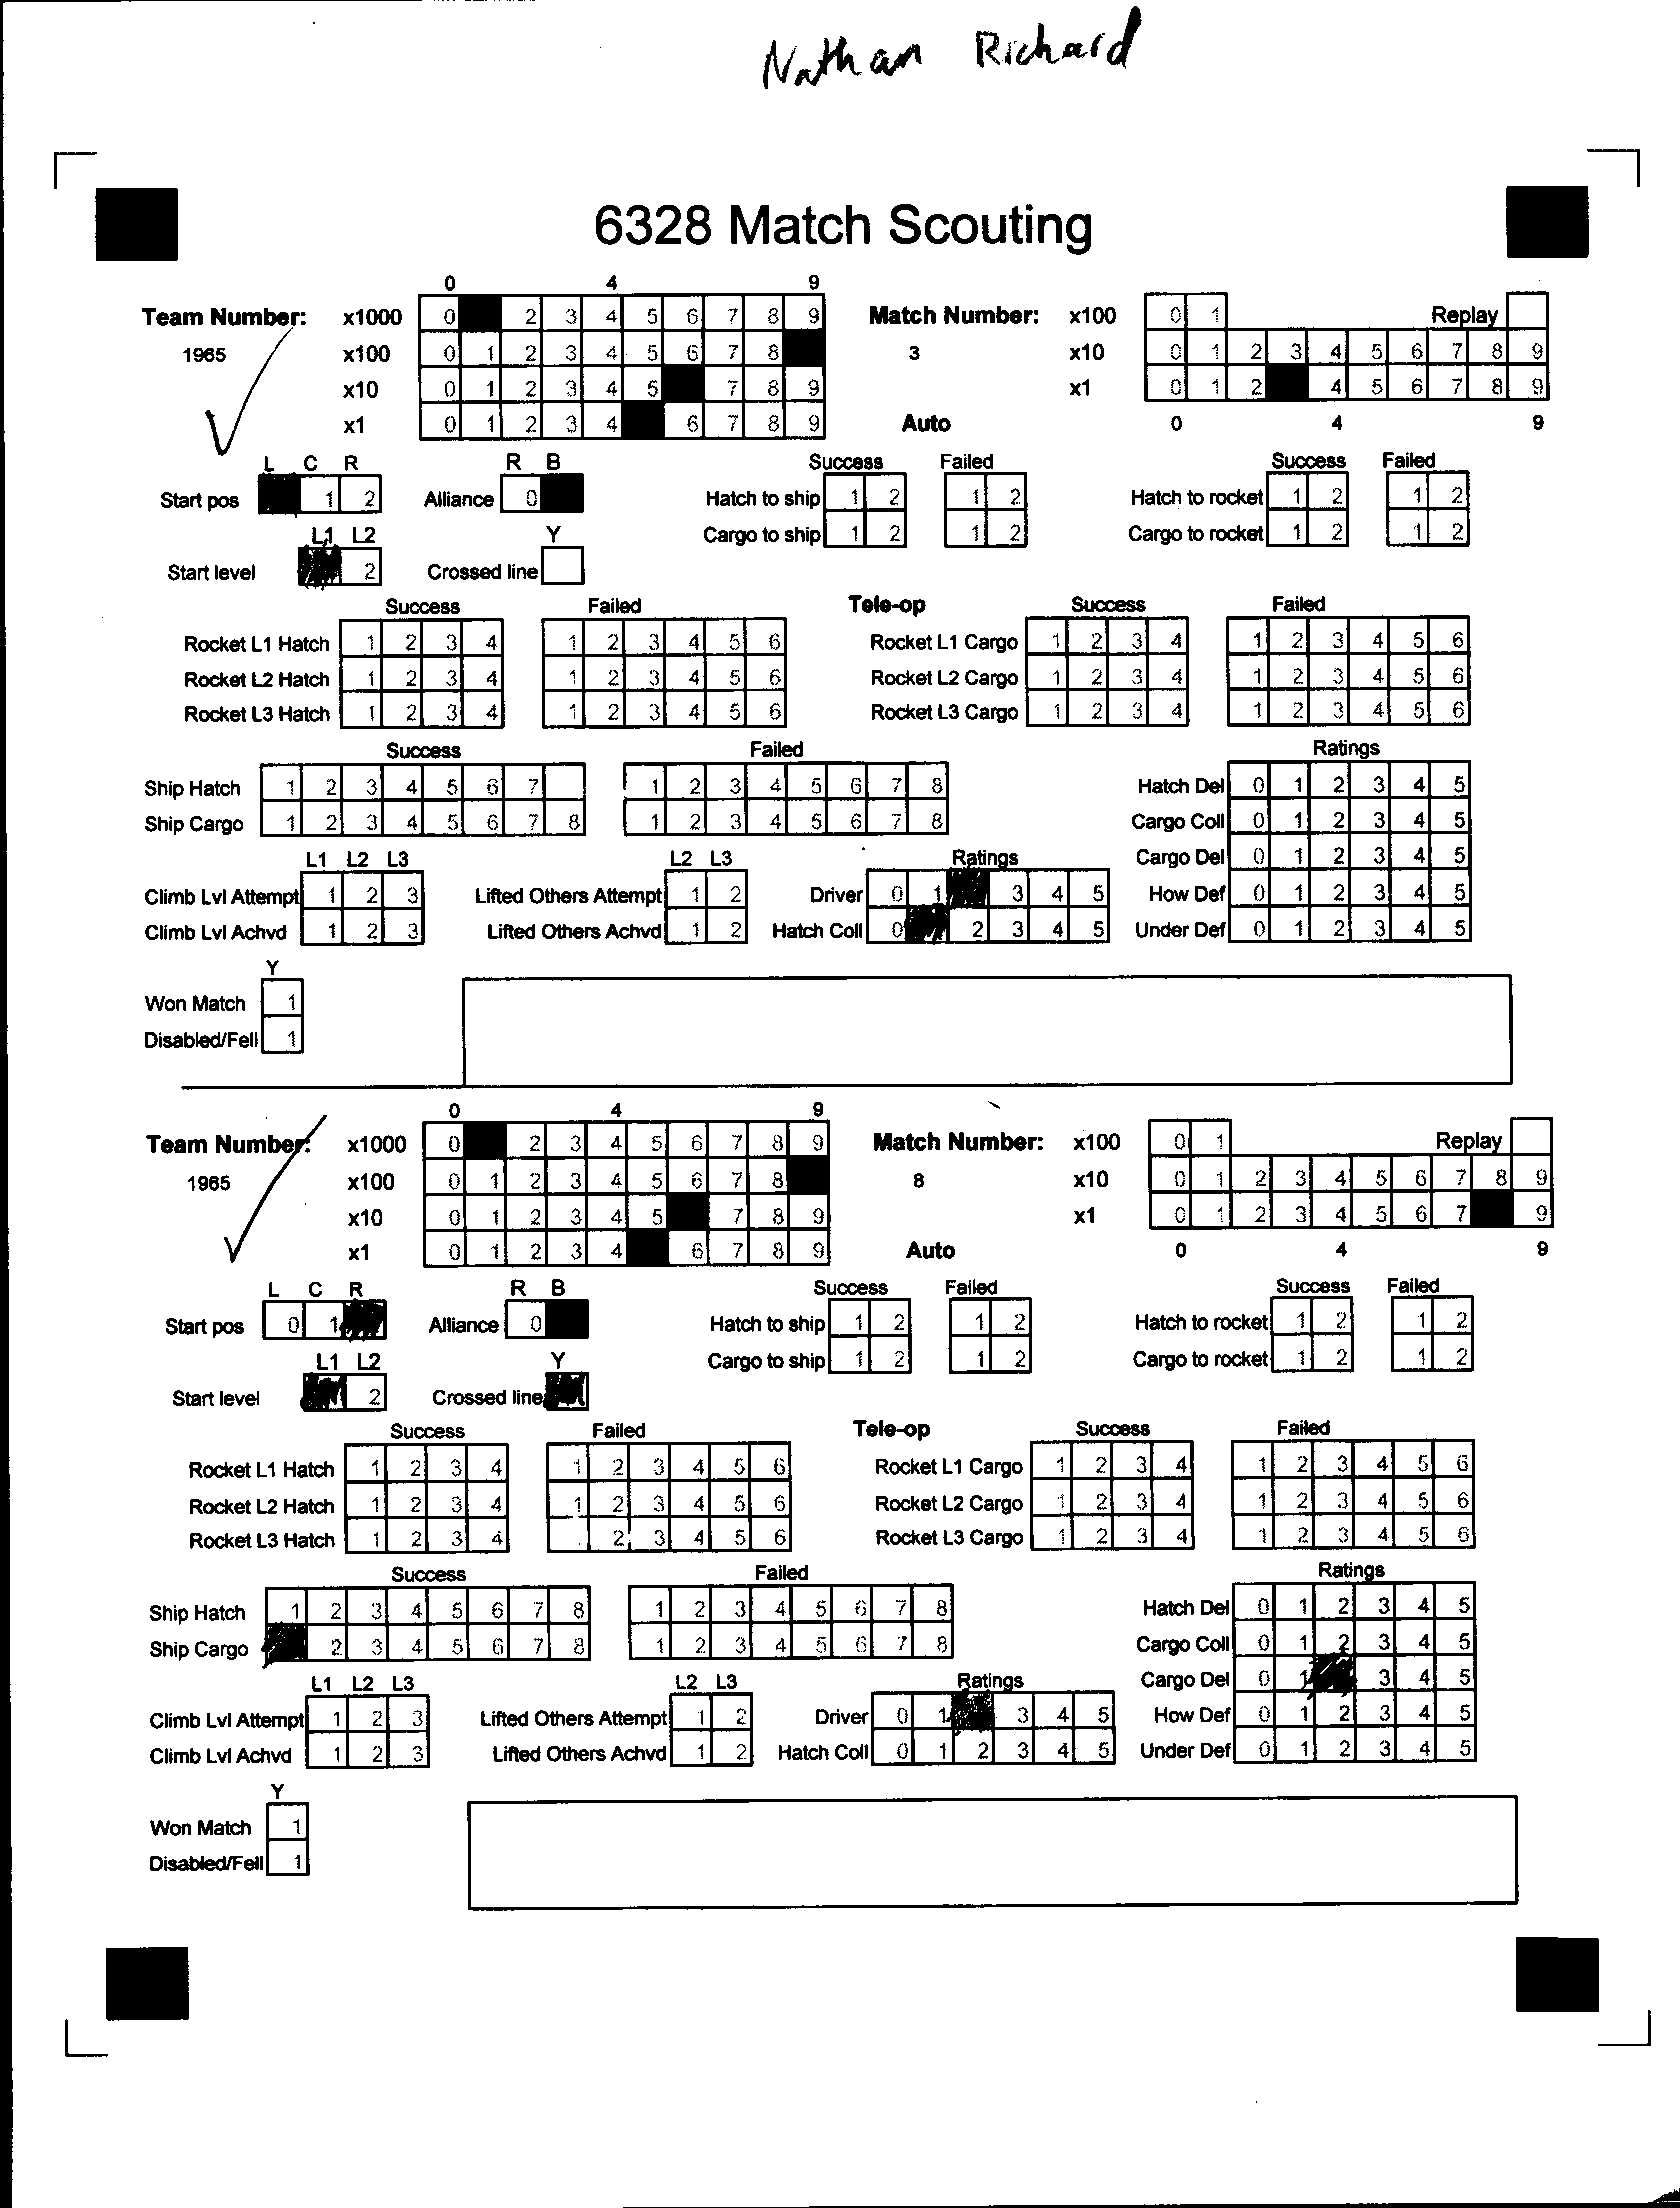 Nathan Richard
6328 Match Scouting
0 4 9
Team Number: x1000 0 2 3 4 5 6 7 8 9 Match Number: x100 0 1 Replay
1965 x100 0 1 2 3 4 5 6 7 8 3 x10 0 1 2 3 4 5 6 7 8 9
x10 0 1 2 3 4 5 7 8 9 x1 0 1 2 4 5 6 7 8 9
x1 0 1 2 3 4 6 7 8 9 Auto 0 4 9
L C R R B Success Failed Success Failed
Start pos 1 2 Alliance 0 Hatch to ship 1 2 1 2 Hatch to rocket 1 2 1 2
L1 L2 Y Cargo to ship 1 2 1 2 Cargo to rocket 1 2 1 2
Start level 2 Crossed line
Success Failed Tele-op Success Failed
Rocket L1 Hatch 1 2 3 4 1 2 3 4 5 6 Rocket L1 Cargo 1 2 3 4 1 2 3 4 5 6
Rocket L2 Hatch 1 2 3 4 1 2 3 4 5 6 Rocket L2 Cargo 1 2 3 4 1 2 3 4 5 6
Rocket L3 Hatch 1 2 3 4 1 2 3 4 5 6 Rocket L3 Cargo 1 2 3 4 1 2 3 4 5 6
Success Failed Ratings
Ship Hatch 1 2 3 4 5 6 7 1 2 3 4 5 6 7 8 Hatch Del 0 1 2 3 4 5
Ship Cargo 1 2 3 4 5 6 7 8 1 2 3 4 5 6 7 8 Cargo Coll 0 1 2 3 4 5
L1 L2 L3 L2 L3 Ratings Cargo Del 0 1 2 3 4 5
Climb Lvl Attempt 1 2 3 Lifted Others Attempt 1 2 Driver 0 1 3 4 5 How Def 0 1 2 3 4 5
Climb Lvl Achvd 1 2 3 Lifted Others Achvd 1 2 Hatch Coll 0 2 3 4 5 Under Def 0 1 2 3 4 5
Y
Won Match 1
Disabled/Fell 1
0 4 9
Team Number: x1000 0 2 3 4 5 6 7 8 9 Match Number: x100 0 1 Replay
1965 x100 0 1 2 3 4 5 6 7 8 8 x10 0 1 2 3 4 5 6 7 8 9
x10 0 1 2 3 4 5 7 8 9 x1 0 1 2 3 4 5 6 7 9
x1 0 1 2 3 4 6 7 8 9 Auto 0 4 9
L C R R B Success Failed Success Failed
Start pos 0 1 Alliance 0 Hatch to ship 1 2 1 2 Hatch to rocket 1 2 1 2
L1 L2 Y Cargo to ship 1 2 1 2 Cargo to rocket 1 2 1 2
Start level 2 Crossed line
Success Failed Tele-op Success Failed
Rocket L1 Hatch 1 2 3 4 1 2 3 4 5 6 Rocket L1 Cargo 1 2 3 4 1 2 3 4 5 6
Rocket L2 Hatch 1 2 3 4 1 2 3 4 5 6 Rocket L2 Cargo 1 2 3 4 1 2 3 4 5 6
Rocket L3 Hatch 1 2 3 4 2 3 4 5 6 Rocket L3 Cargo 1 2 3 4 1 2 3 4 5 6
Success Failed Ratings
Ship Hatch 1 2 3 4 5 6 7 8 1 2 3 4 5 6 7 8 Hatch Del 0 1 2 3 4 5
Ship Cargo 2 3 4 5 6 7 8 1 2 3 4 5 6 7 8 Cargo Coll 0 1 2 3 4 5
L1 L2 L3 L2 L3 Ratings Cargo Del 0 1 3 4 5
Climb Lvl Attempt 1 2 3 Lifted Others Attempt 1 2 Driver 0 1 3 4 5 How Def 0 1 2 3 4 5
Climb Lvl Achvd 1 2 3 Lifted Others Achvd 1 2 Hatch Coll 0 1 2 3 4 5 Under Def 0 1 2 3 4 5
Y
Won Match 1
Disabled/Fell 1